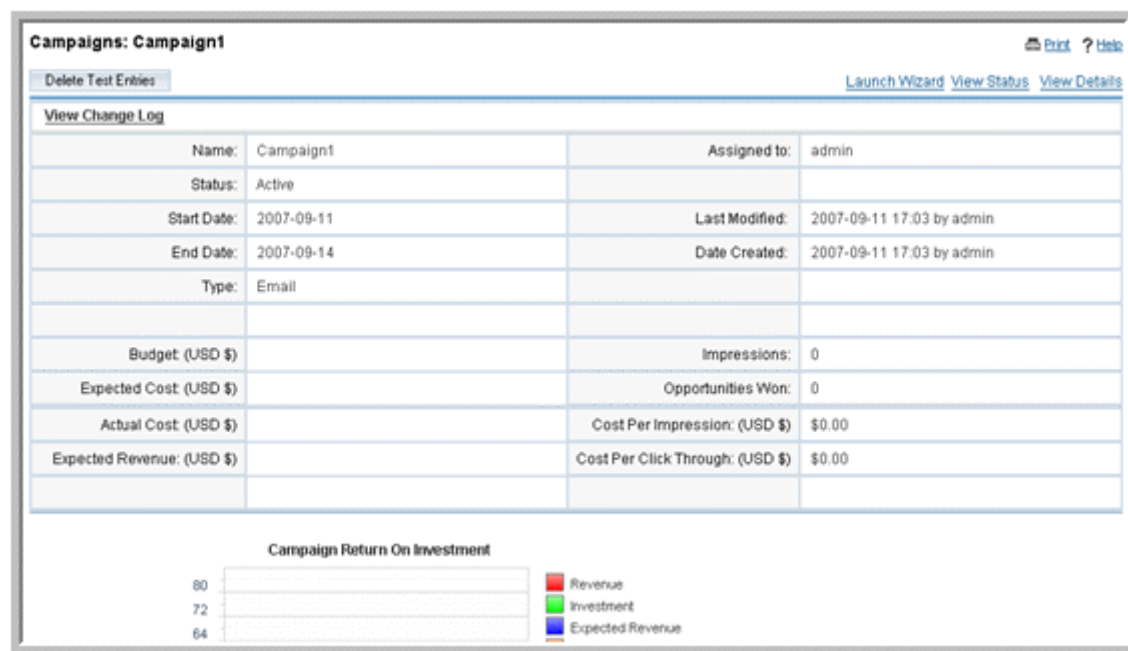 Campaigns: Campaign1
Print ? Help
Delete Test Entries
Launch Wizard View Status View Details
View Change Log
Name: Campaign1 Assigned to: admin
Status: Active
Start Date: 2007-09-11 Last Modified: 2007-09-11 17:03 by admin
End Date: 2007-09-14 Date Created: 2007-09-11 17:03 by admin
Type: Email
Budget: (USD $) Impressions: 0
Expected Cost: (USD $) Opportunities Won: 0
Actual Cost: (USD $) Cost Per Impression: (USD $) $0.00
Expected Revenue: (USD $) Cost Per Click Through: (USD $) $0.00
Campaign Return On Investment
80 Revenue
72 Investment
64 Expected Revenue